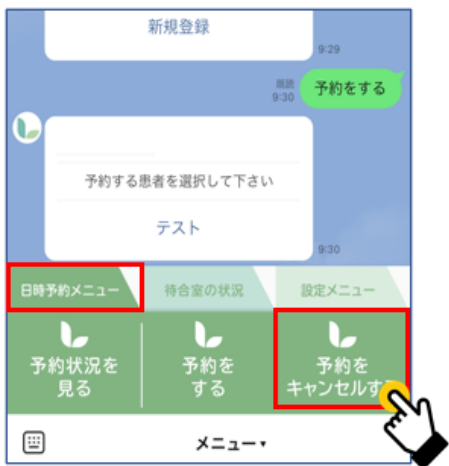 新規登録
9:29
既読
9:30
予約をする
予約する患者を選択して下さい
テスト
9:30
日時予約メニュー
待合室の状況
設定メニュー
予約状況を
見る
予約を
する
予約を
キャンセルする
メニュー▼